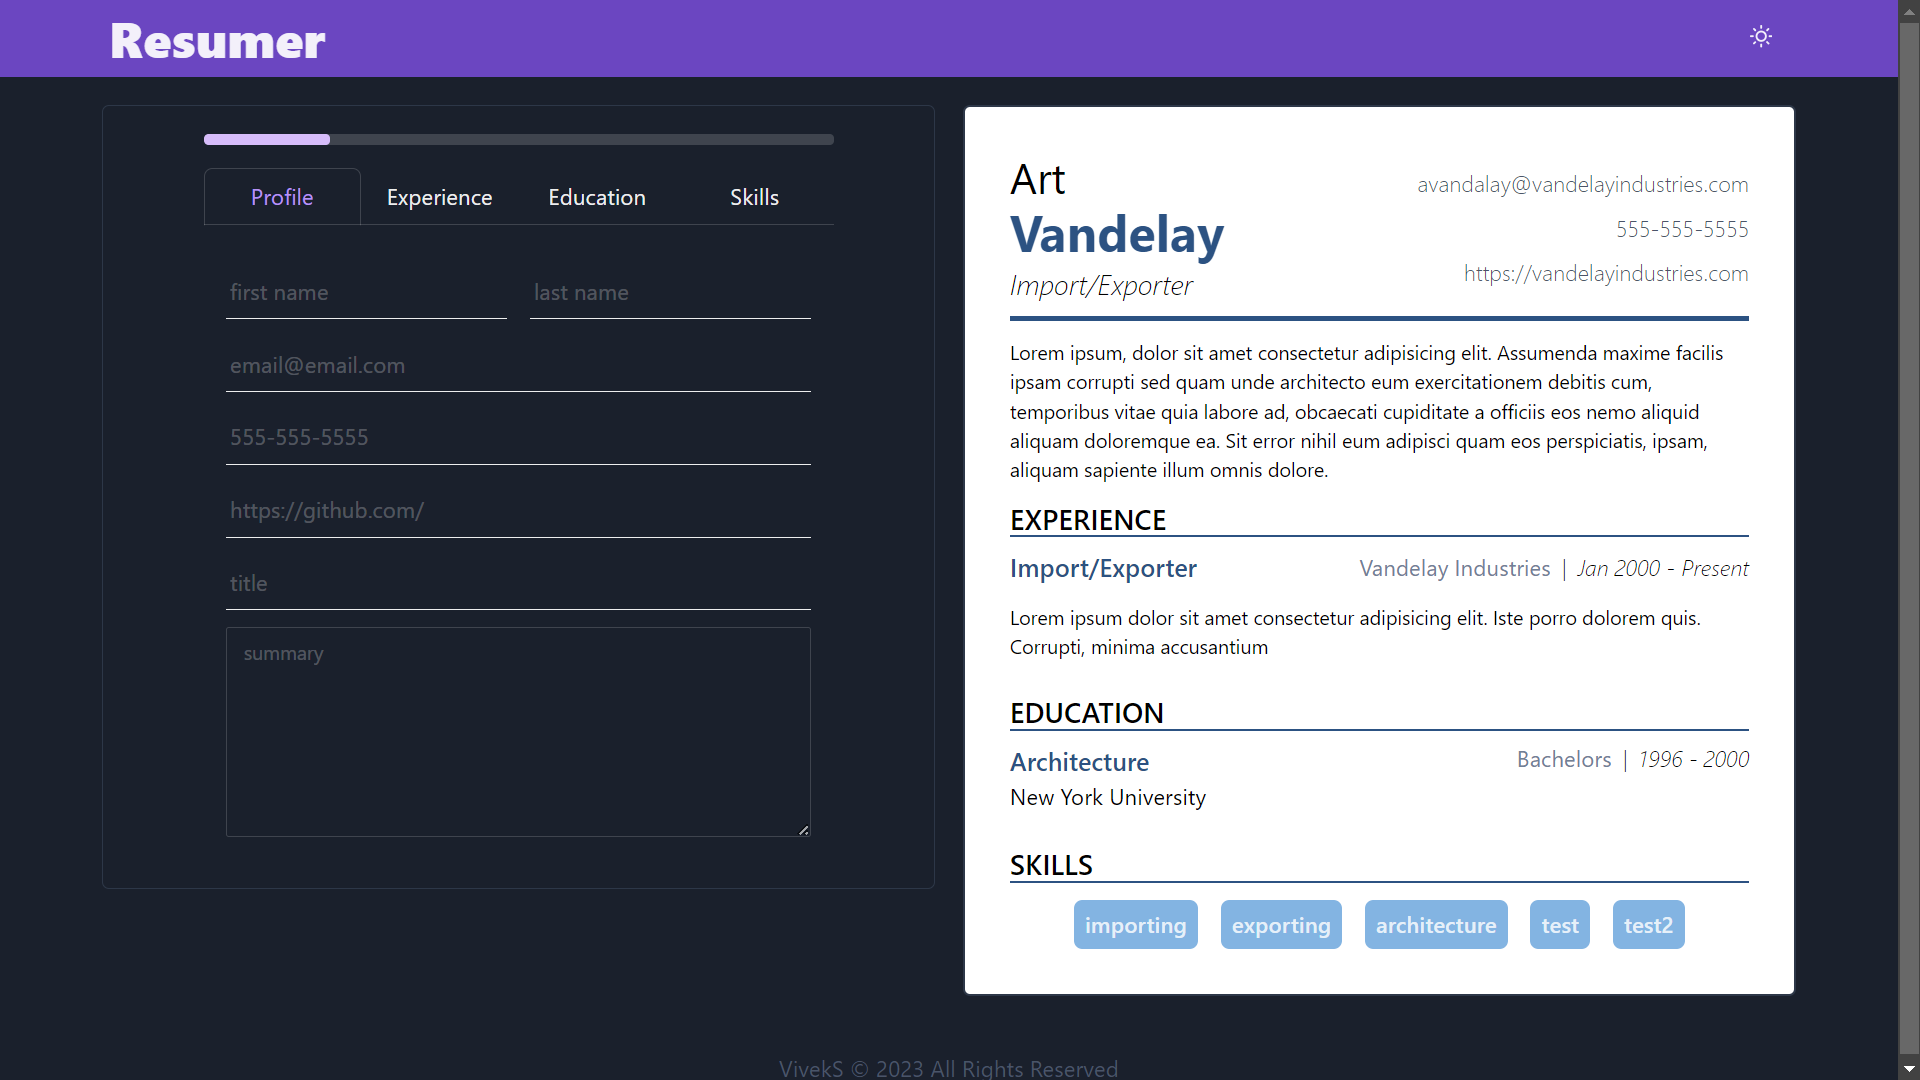 Resumer
Profile Experience Education Skills
first name last name
email@email.com
555-555-5555
https://github.com/
title
summary
Art
Vandelay
Import/Exporter
avandalay@vandelayindustries.com
555-555-5555
https://vandelayindustries.com
Lorem ipsum, dolor sit amet consectetur adipisicing elit. Assumenda maxime facilis
ipsam corrupti sed quam unde architecto eum exercitationem debitis cum,
temporibus vitae quia labore ad, obcaecati cupiditate a officiis eos nemo aliquid
aliquam doloremque ea. Sit error nihil eum adipisci quam eos perspiciatis, ipsam,
aliquam sapiente illum omnis dolore.
EXPERIENCE
Import/Exporter Vandelay Industries | Jan 2000 - Present
Lorem ipsum dolor sit amet consectetur adipisicing elit. Iste porro dolorem quis.
Corrupti, minima accusantium
EDUCATION
Architecture Bachelors | 1996 - 2000
New York University
SKILLS
importing exporting architecture test test2
VivekS © 2023 All Rights Reserved